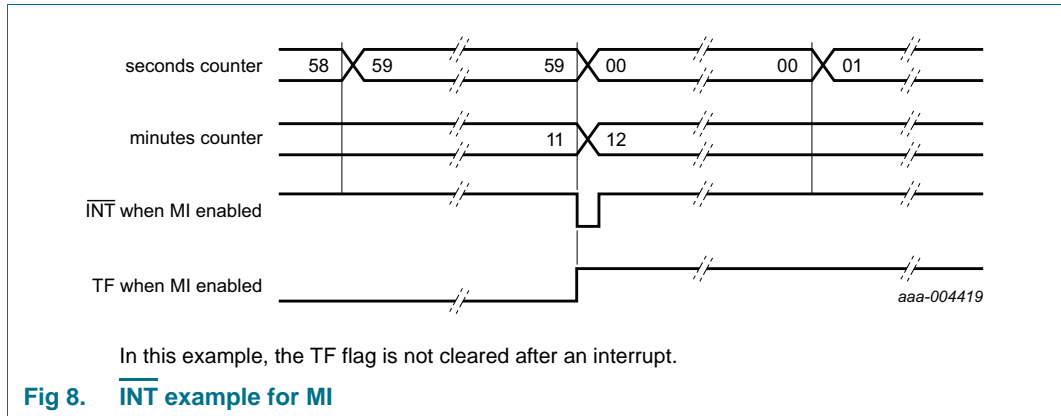 seconds counter 58 59 59 00 00 01
minutes counter 11 12
INT when MI enabled
TF when MI enabled
aaa-004419
In this example, the TF flag is not cleared after an interrupt.
Fig 8. INT example for MI